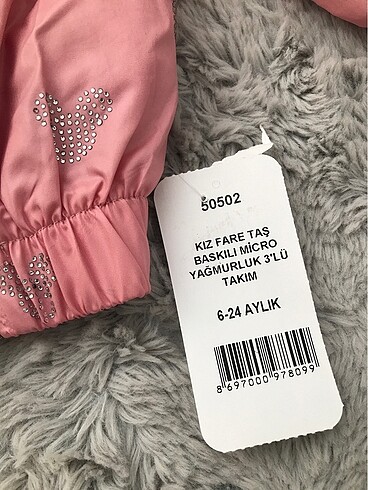 50502
KIZ FARE TAŞ
BASKILI MİCRO
YAĞMURLUK 3'LÜ
TAKIM
6-24 AYLIK
8 697000 978099